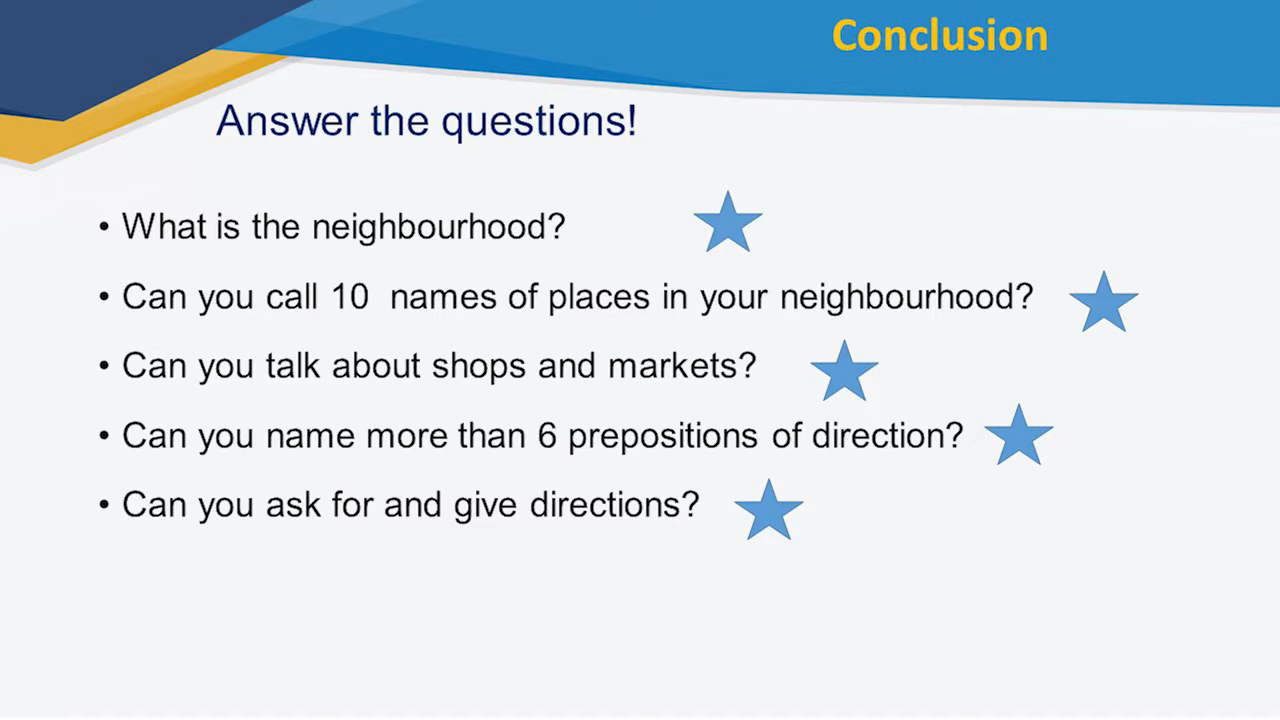 Conclusion
Answer the questions!
• What is the neighbourhood?
• Can you call 10  names of places in your neighbourhood?
• Can you talk about shops and markets?
• Can you name more than 6 prepositions of direction?
• Can you ask for and give directions?